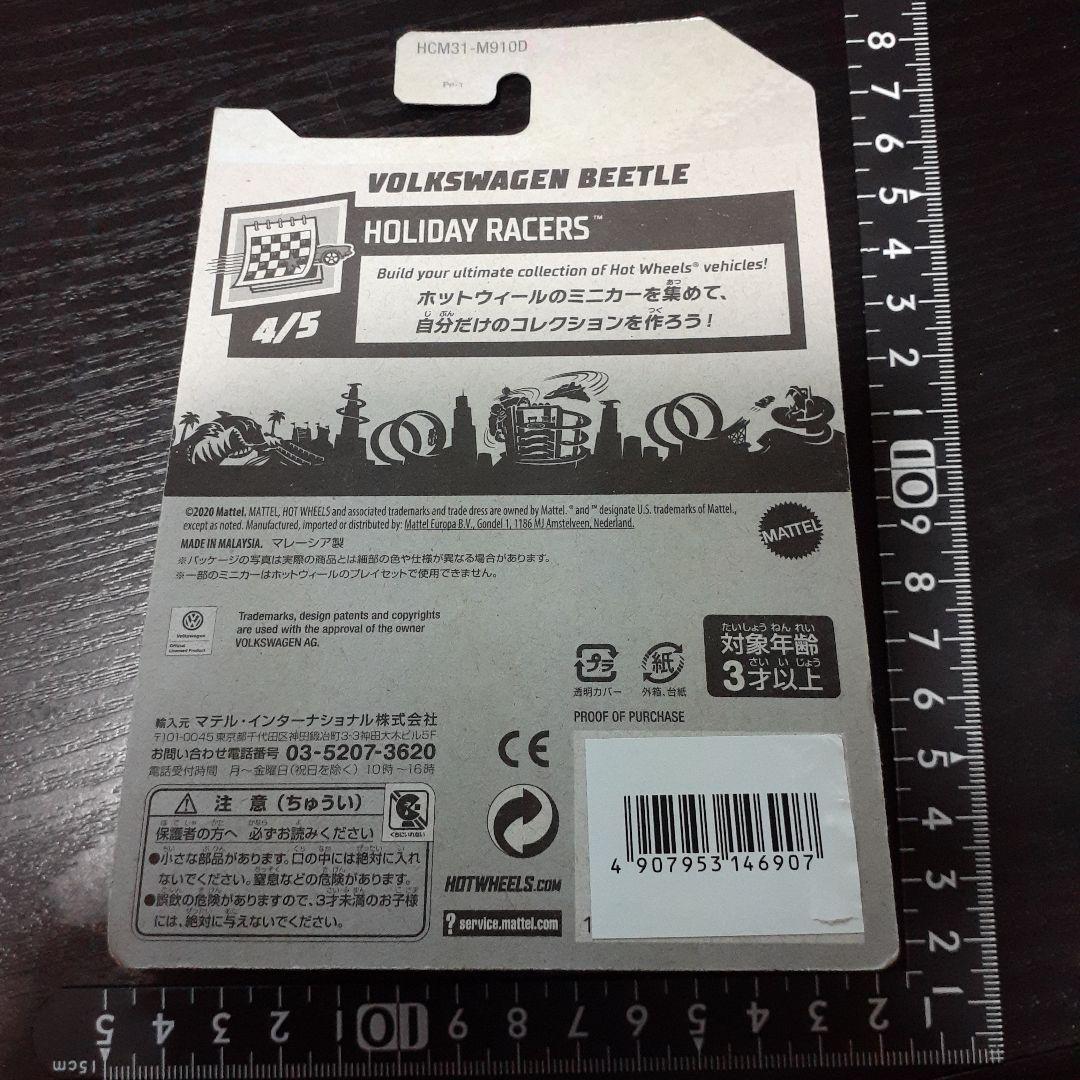 HCM31-M910D
VOLKSWAGEN BEETLE
HOLIDAY RACERS™
4/5
Build your ultimate collection of Hot Wheels® vehicles!
ホットウィールのミニカーを集めて、
自分だけのコレクションを作ろう！
©2020 Mattel. MATTEL, HOT WHEELS and associated trademarks and trade dress are owned by Mattel. ® and ™ designate U.S. trademarks of Mattel,
except as noted. Manufactured, imported or distributed by: Mattel Europa B.V., Gondel 1, 1186 MJ Amstelveen, Nederland.
MATTEL
MADE IN MALAYSIA. マレーシア製
※パッケージの写真は実際の商品とは細部の色や仕様が異なる場合があります。
※一部のミニカーはホットウィールのプレイセットで使用できません。
Volkswagen
Official
Licensed Product
Trademarks, design patents and copyrights
are used with the approval of the owner
VOLKSWAGEN AG.
プラ
透明カバー
紙
外箱、台紙
たいしょう ねん れい
対象年齢
さい い じょう
3才以上
輸入元 マテル・インターナショナル株式会社
〒101-0045 東京都千代田区神田鍛冶町3-3神田大木ビル5F
お問い合わせ電話番号 03-5207-3620
電話受付時間 月〜金曜日(祝日を除く) 10時〜16時
CE
PROOF OF PURCHASE
4 907953 146907
注 意 (ちゅうい)
くちにいれない
保護者の方へ 必ずお読みください
●小さな部品があります。口の中には絶対に入れ
ないでください。窒息などの危険があります。
●誤飲の危険がありますので、3才未満のお子様
には、絶対に与えないでください。
HOTWHEELS.COM
? service.mattel.com
8
7
6
5
4
3
2
1
10
9
8
7
6
5
4
3
2
1
15cm
5
4
3
2
1
10
9
8
7
6
5
4
3
2
1